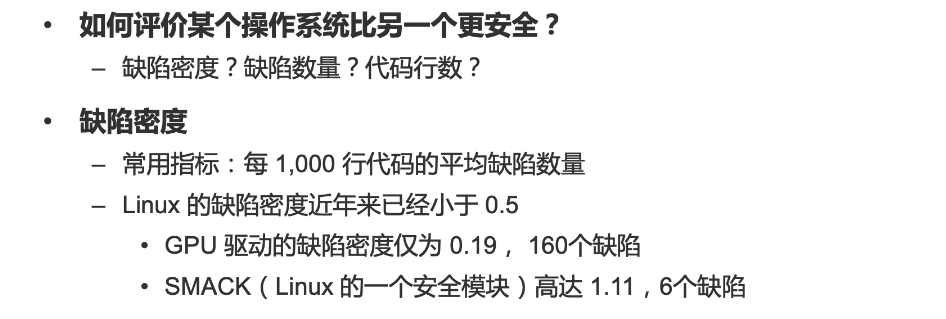 • 如何评价某个操作系统比另一个更安全？
– 缺陷密度？缺陷数量？代码行数？
• 缺陷密度
– 常用指标：每 1,000 行代码的平均缺陷数量
– Linux 的缺陷密度近年来已经小于 0.5
• GPU 驱动的缺陷密度仅为 0.19， 160个缺陷
• SMACK（Linux 的一个安全模块）高达 1.11，6个缺陷